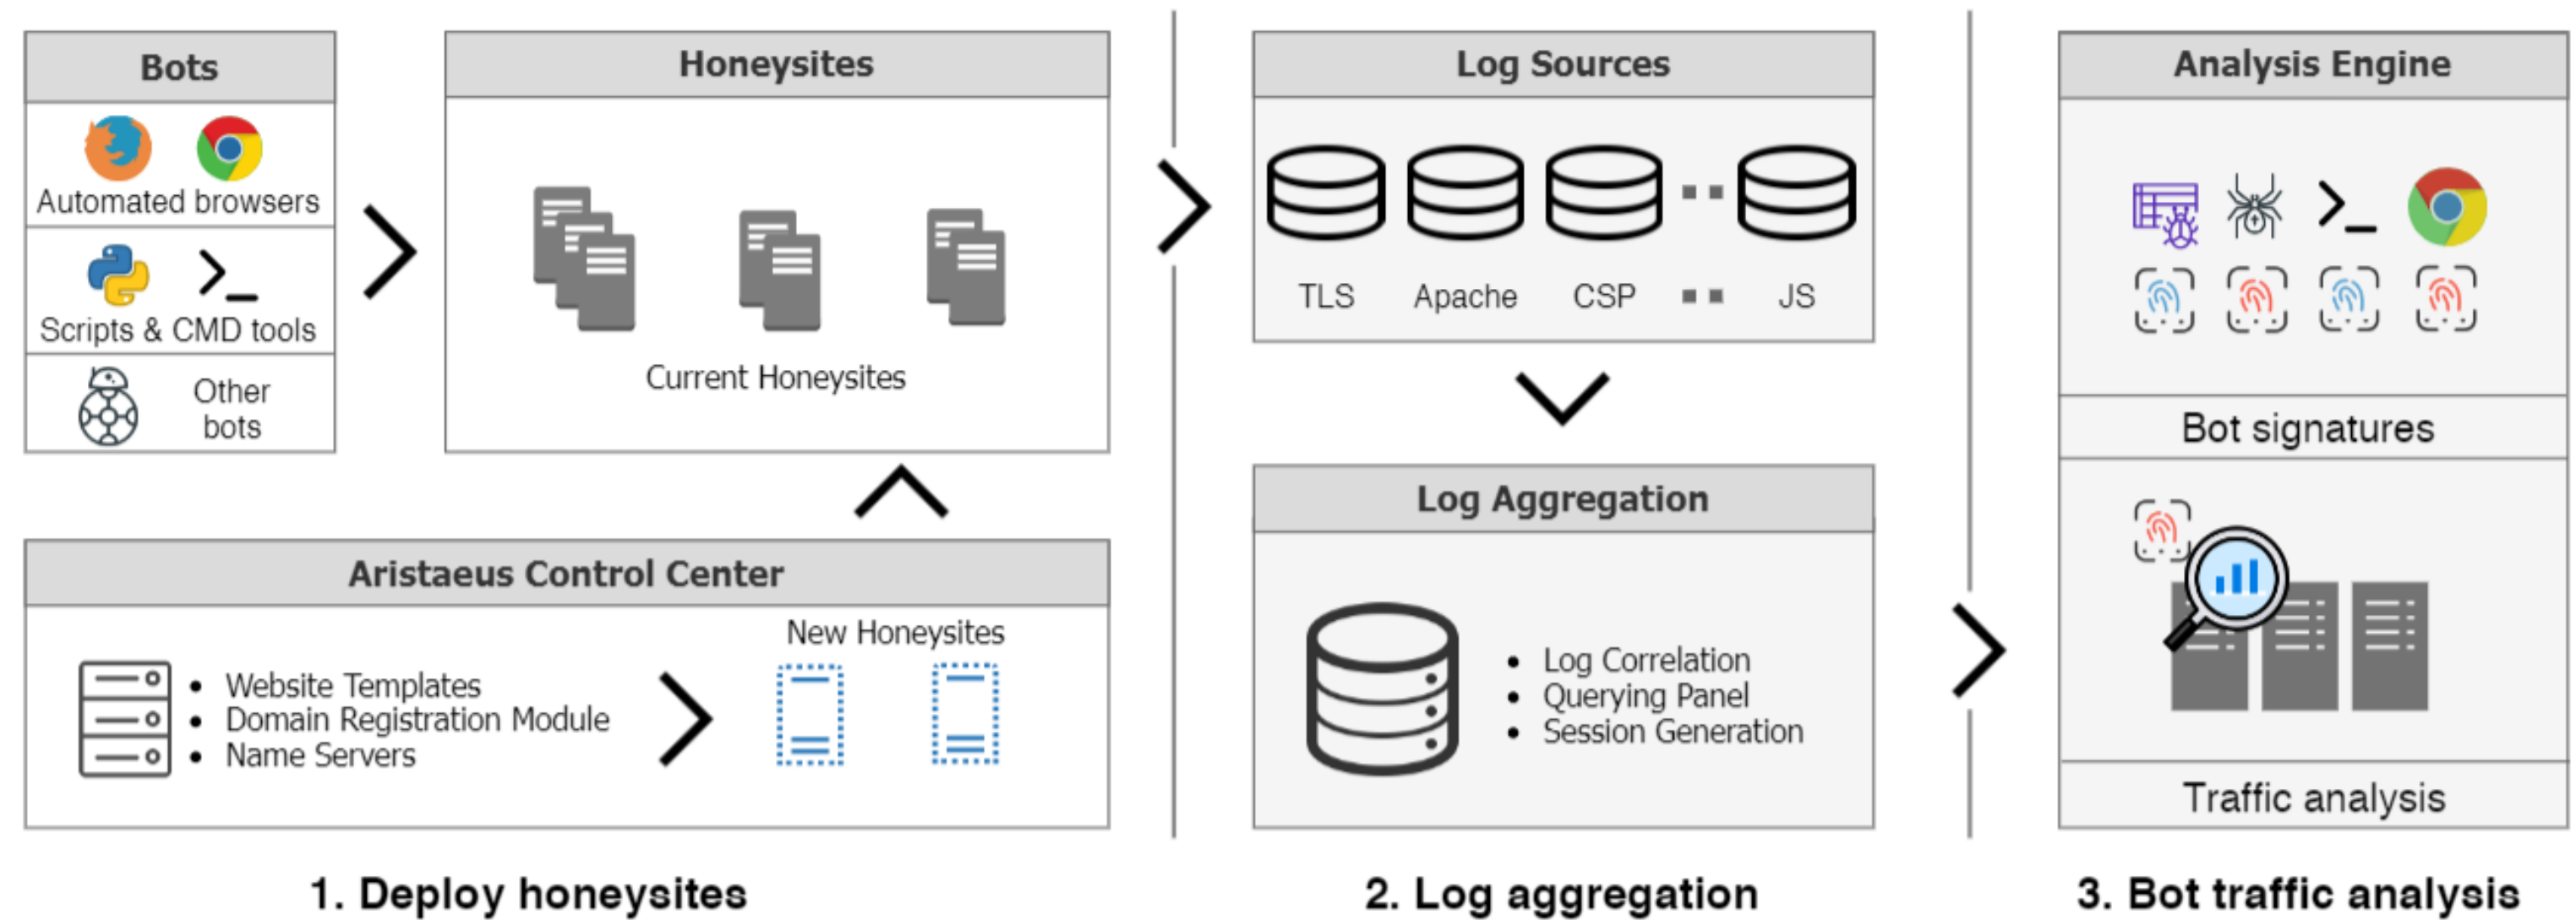 Bots
Automated browsers
Scripts & CMD tools
Other
bots
Honeysites
Current Honeysites
Aristaeus Control Center
• Website Templates
• Domain Registration Module
• Name Servers
New Honeysites
1. Deploy honeysites
Log Sources
TLS Apache CSP JS
Log Aggregation
• Log Correlation
• Querying Panel
• Session Generation
2. Log aggregation
Analysis Engine
Bot signatures
Traffic analysis
3. Bot traffic analysis